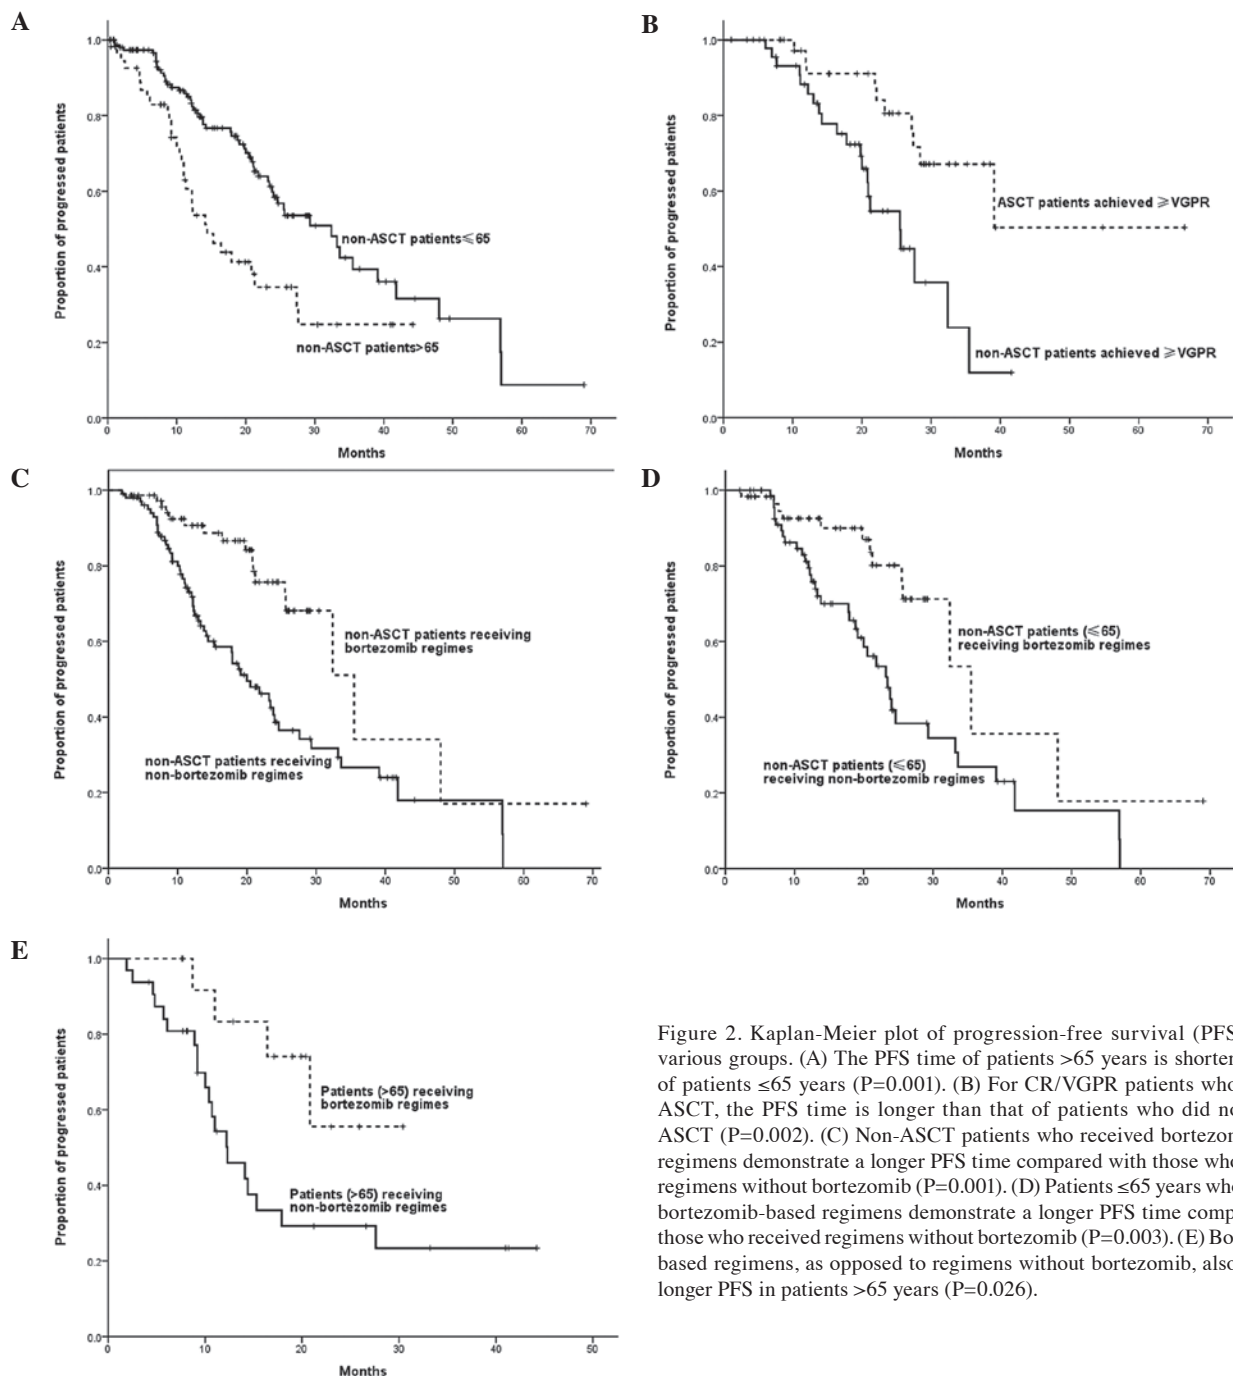 A
Proportion of progressed patients
1.0
0.8
0.6
0.4
0.2
0.0
non-ASCT patients≤65
non-ASCT patients>65
0 10 20 30 40 50 60 70
Months
B
Proportion of progressed patients
1.0
0.8
0.6
0.4
0.2
0.0
ASCT patients achieved ≥VGPR
non-ASCT patients achieved ≥VGPR
0 10 20 30 40 50 60 70
Months
C
Proportion of progressed patients
1.0
0.8
0.6
0.4
0.2
0.0
non-ASCT patients receiving
bortezomib regimes
non-ASCT patients receiving
non-bortezomib regimes
0 10 20 30 40 50 60 70
Months
D
Proportion of progressed patients
1.0
0.8
0.6
0.4
0.2
0.0
non-ASCT patients (≤65)
receiving bortezomib regimes
non-ASCT patients (≤65)
receiving non-bortezomib regimes
0 10 20 30 40 50 60 70
Months
E
Proportion of progressed patients
1.0
0.8
0.6
0.4
0.2
0.0
Patients (>65) receiving
bortezomib regimes
Patients (>65) receiving
non-bortezomib regimes
0 10 20 30 40 50
Months
Figure 2. Kaplan-Meier plot of progression-free survival (PFS
various groups. (A) The PFS time of patients >65 years is shorter
of patients ≤65 years (P=0.001). (B) For CR/VGPR patients who
ASCT, the PFS time is longer than that of patients who did no
ASCT (P=0.002). (C) Non-ASCT patients who received bortezom
regimens demonstrate a longer PFS time compared with those who
regimens without bortezomib (P=0.001). (D) Patients ≤65 years who
bortezomib-based regimens demonstrate a longer PFS time comp
those who received regimens without bortezomib (P=0.003). (E) Bo
based regimens, as opposed to regimens without bortezomib, also
longer PFS in patients >65 years (P=0.026).